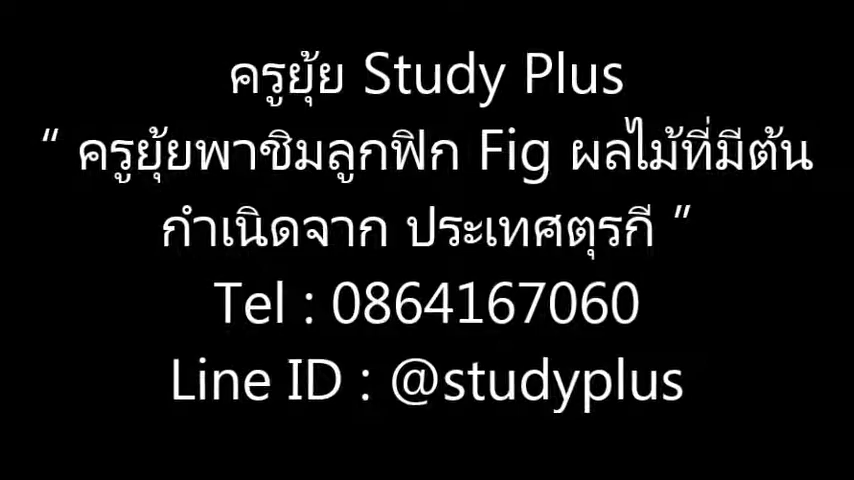 ครูยุ้ย Study Plus
“ ครูยุ้ยพาชิมลูกฟิก Fig ผลไม้ที่มีต้น
กำเนิดจาก ประเทศตุรกี ”
Tel : 0864167060
Line ID : @studyplus